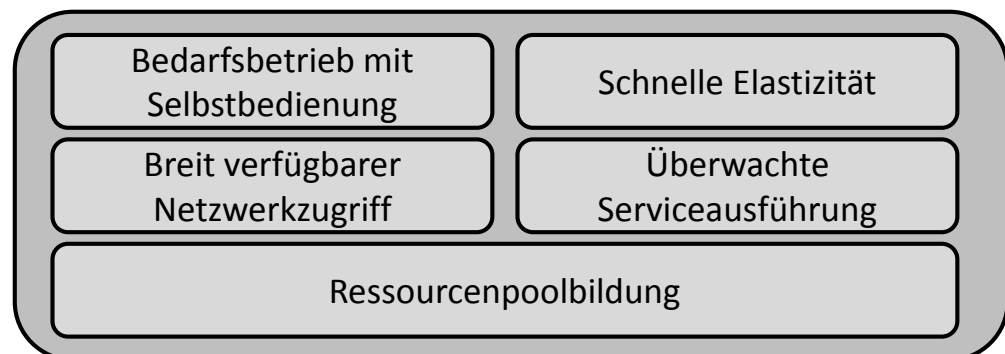 Bedarfsbetrieb mit
Selbstbedienung
Schnelle Elastizität
Breit verfügbarer
Netzwerkzugriff
Überwachte
Serviceausführung
Ressourcenpoolbildung